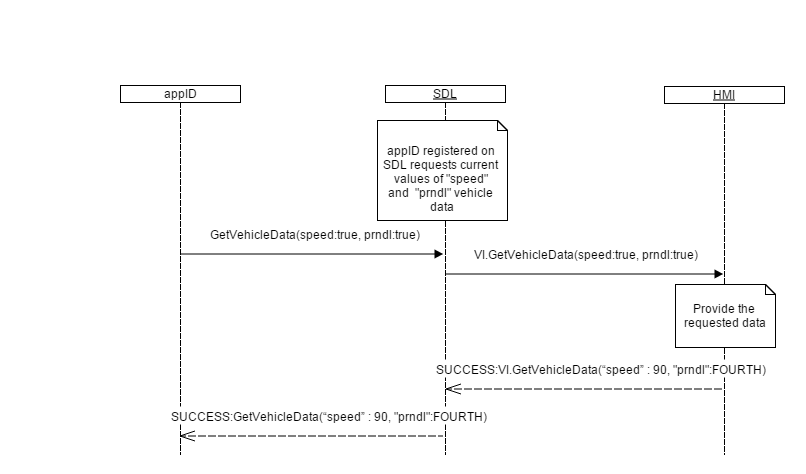 appID
SDL
HMI
appID registered on
SDL requests current
values of "speed"
and "prndl" vehicle
data
GetVehicleData(speed:true, prndl:true)
VI.GetVehicleData(speed:true, prndl:true)
Provide the
requested data
SUCCESS:VI.GetVehicleData(“speed” : 90, "prndl":FOURTH)
SUCCESS:GetVehicleData(“speed” : 90, "prndl":FOURTH)